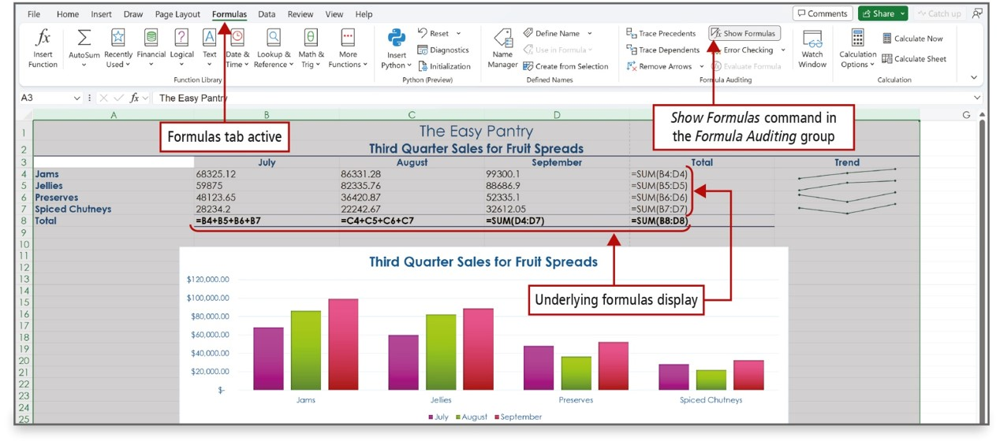 File Home Insert Draw Page Layout Formulas Data Review View Help Comments Share Catch up
fx Insert Function
AutoSum
Recently Used
Financial
Logical
Text
Date & Time
Lookup & Reference
Math & Trig
More Functions
Function Library
Insert Python
Reset
Diagnostics
Initialization
Python (Preview)
Name Manager
Define Name
Use in Formula
Create from Selection
Defined Names
Trace Precedents
Trace Dependents
Remove Arrows
Show Formulas
Error Checking
Evaluate Formula
Formula Auditing
Watch Window
Calculation Options
Calculate Now
Calculate Sheet
Calculation
A3 fx The Easy Pantry
A B C D G
Formulas tab active
Show Formulas command in
the Formula Auditing group
1 The Easy Pantry
2 Third Quarter Sales for Fruit Spreads
3 July August September Total Trend
4 Jams 68325.12 86331.28 99300.1 =SUM(B4:D4)
5 Jellies 59875 82335.76 88686.9 =SUM(B5:D5)
6 Preserves 48123.65 36420.87 52335.1 =SUM(B6:D6)
7 Spiced Chutneys 28234.2 22242.67 32612.05 =SUM(B7:D7)
8 Total =B4+B5+B6+B7 =C4+C5+C6+C7 =SUM(D4:D7) =SUM(B8:D8)
9
10
11
12
13
14
15
16
17
18
19
20
21
22
23
24
25
Underlying formulas display
Third Quarter Sales for Fruit Spreads
$120,000.00
$100,000.00
$80,000.00
$60,000.00
$40,000.00
$20,000.00
$-
Jams Jellies Preserves Spiced Chutneys
July August September